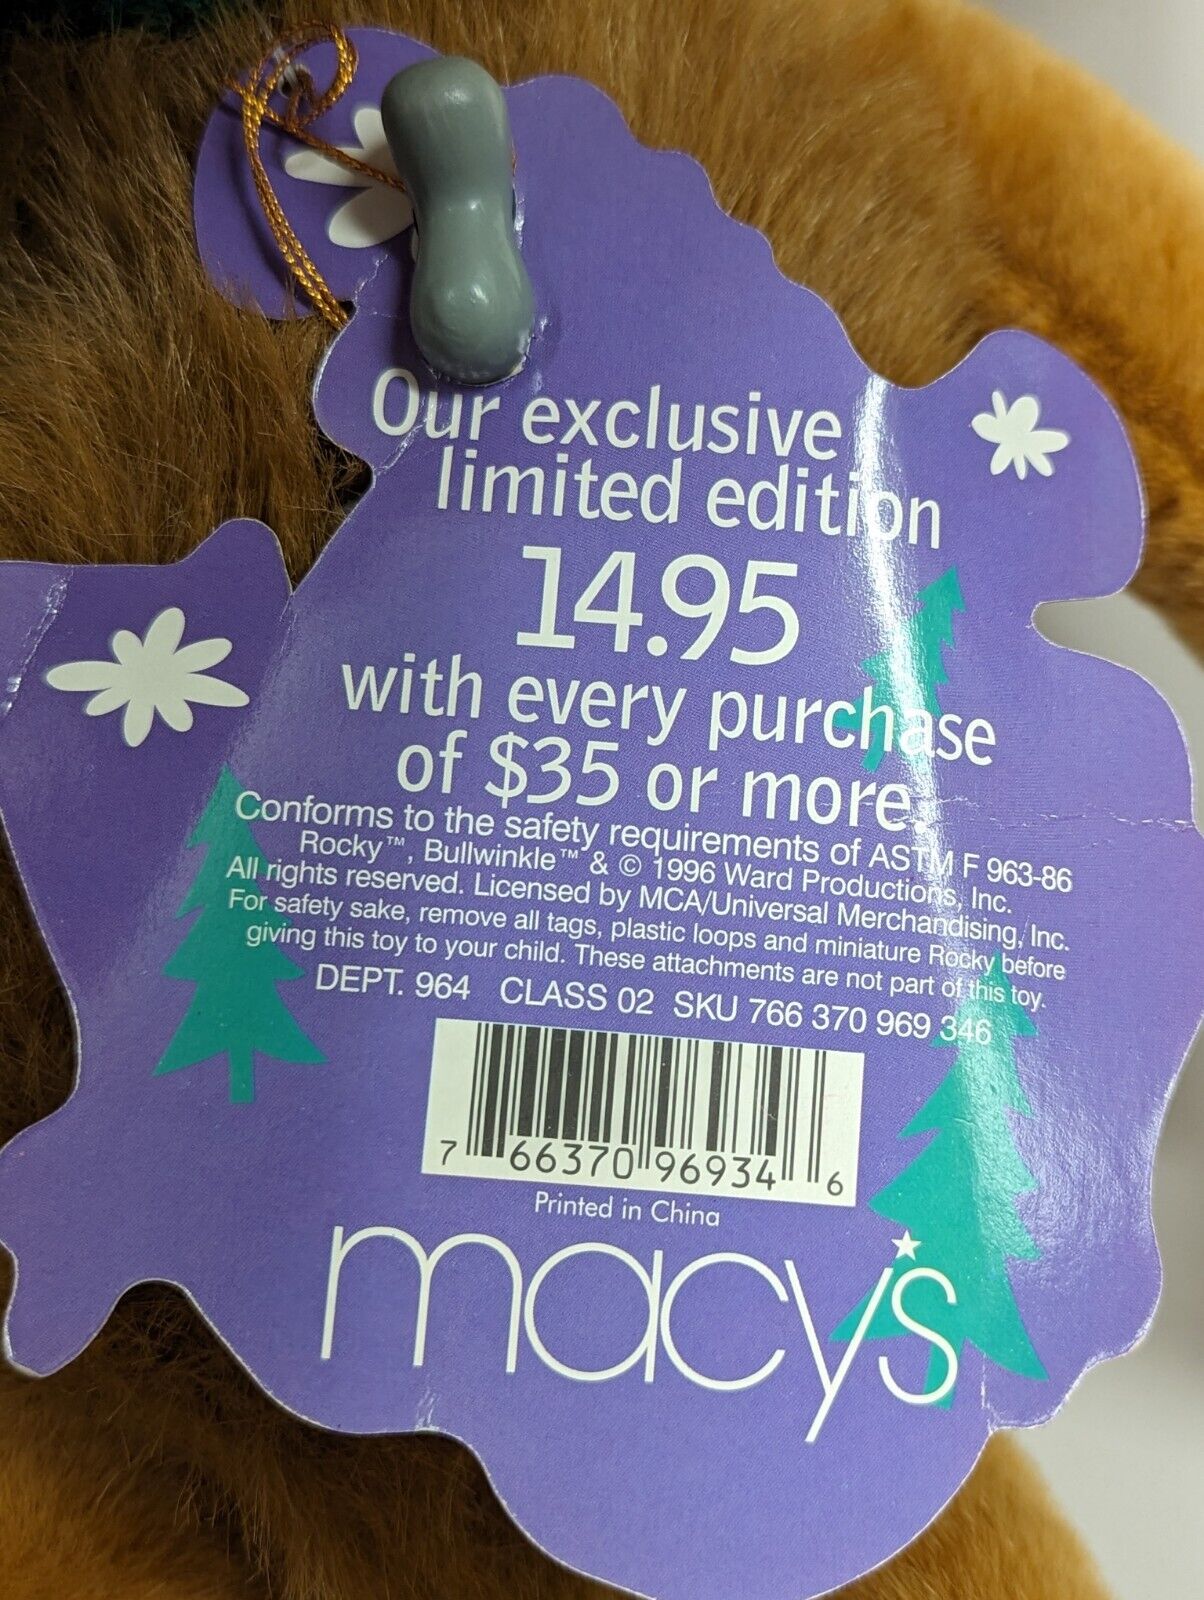 Our exclusive
limited edition
14.95
with every purchase
of $35 or more.
Conforms to the safety requirements of ASTM F 963-86
Rocky™, Bullwinkle™ & © 1996 Ward Productions, Inc.
All rights reserved. Licensed by MCA/Universal Merchandising, Inc.
For safety sake, remove all tags, plastic loops and miniature Rocky before
giving this toy to your child. These attachments are not part of this toy.
DEPT. 964 CLASS 02 SKU 766 370 969 346
7 66370 96934 6
Printed in China
macy's